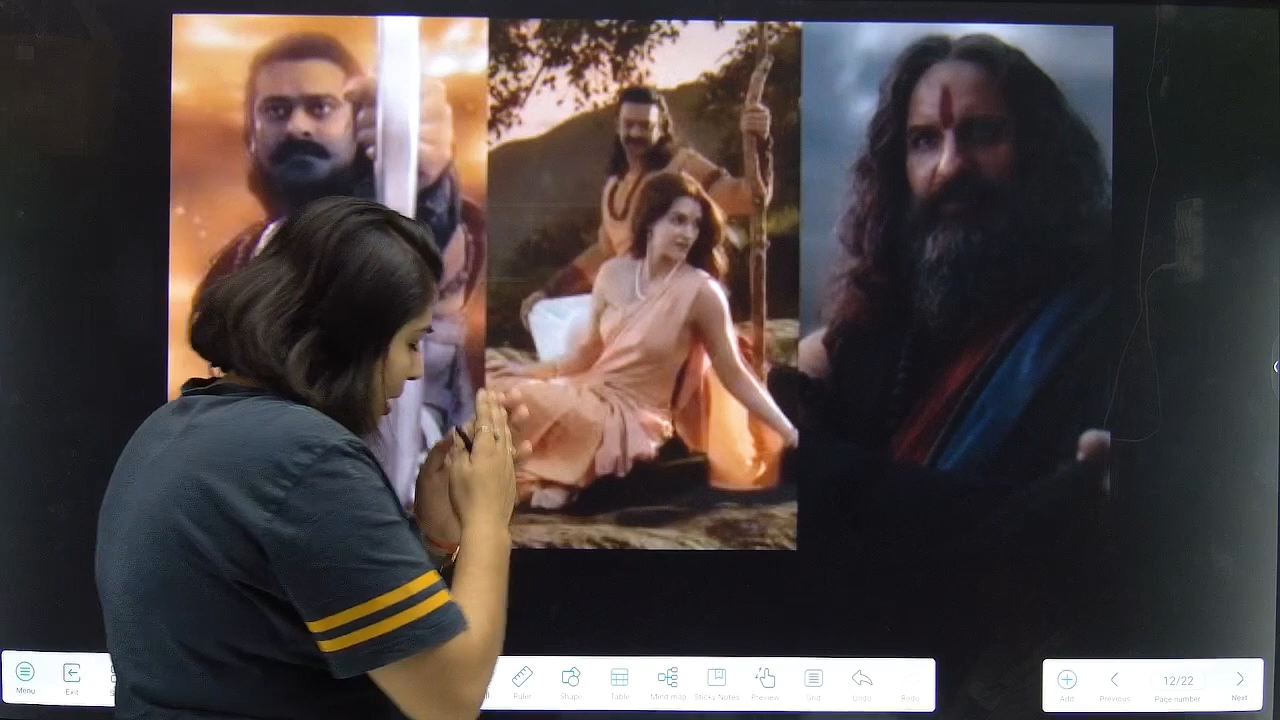 Menu
Exit
Ruler
Shape
Table
Mind map
Sticky Notes
Preview
Grid
Undo
Redo
Add
Previous
12/22
Page number
Next